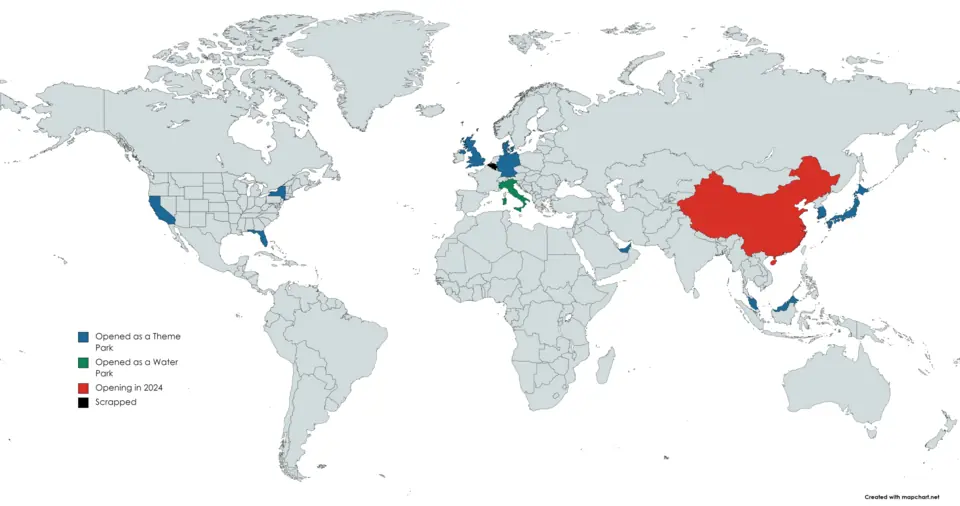 Opened as a Theme
Park
Opened as a Water
Park
Opening in 2024
Scrapped
Created with mapchart.net